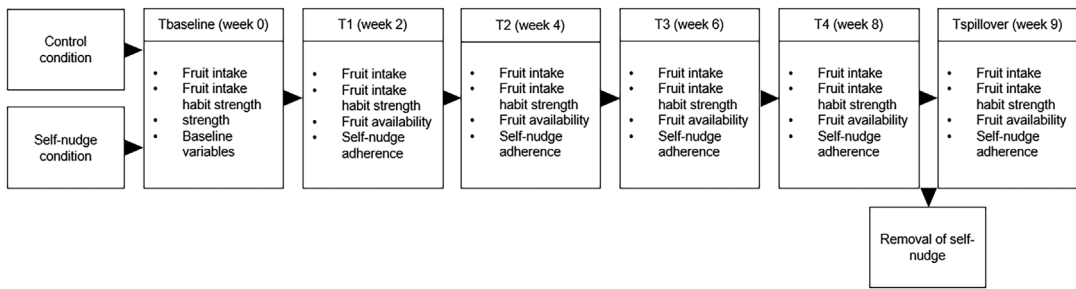 Control
condition
Self-nudge
condition
Tbaseline (week 0)
• Fruit intake
• Fruit intake
habit strength
• strength
• Baseline
variables
T1 (week 2)
• Fruit intake
• Fruit intake
habit strength
• Fruit availability
• Self-nudge
adherence
T2 (week 4)
• Fruit intake
• Fruit intake
habit strength
• Fruit availability
• Self-nudge
adherence
T3 (week 6)
• Fruit intake
• Fruit intake
habit strength
• Fruit availability
• Self-nudge
adherence
T4 (week 8)
• Fruit intake
• Fruit intake
habit strength
• Fruit availability
• Self-nudge
adherence
Tspillover (week 9)
• Fruit intake
• Fruit intake
habit strength
• Fruit availability
• Self-nudge
adherence
Removal of self-
nudge